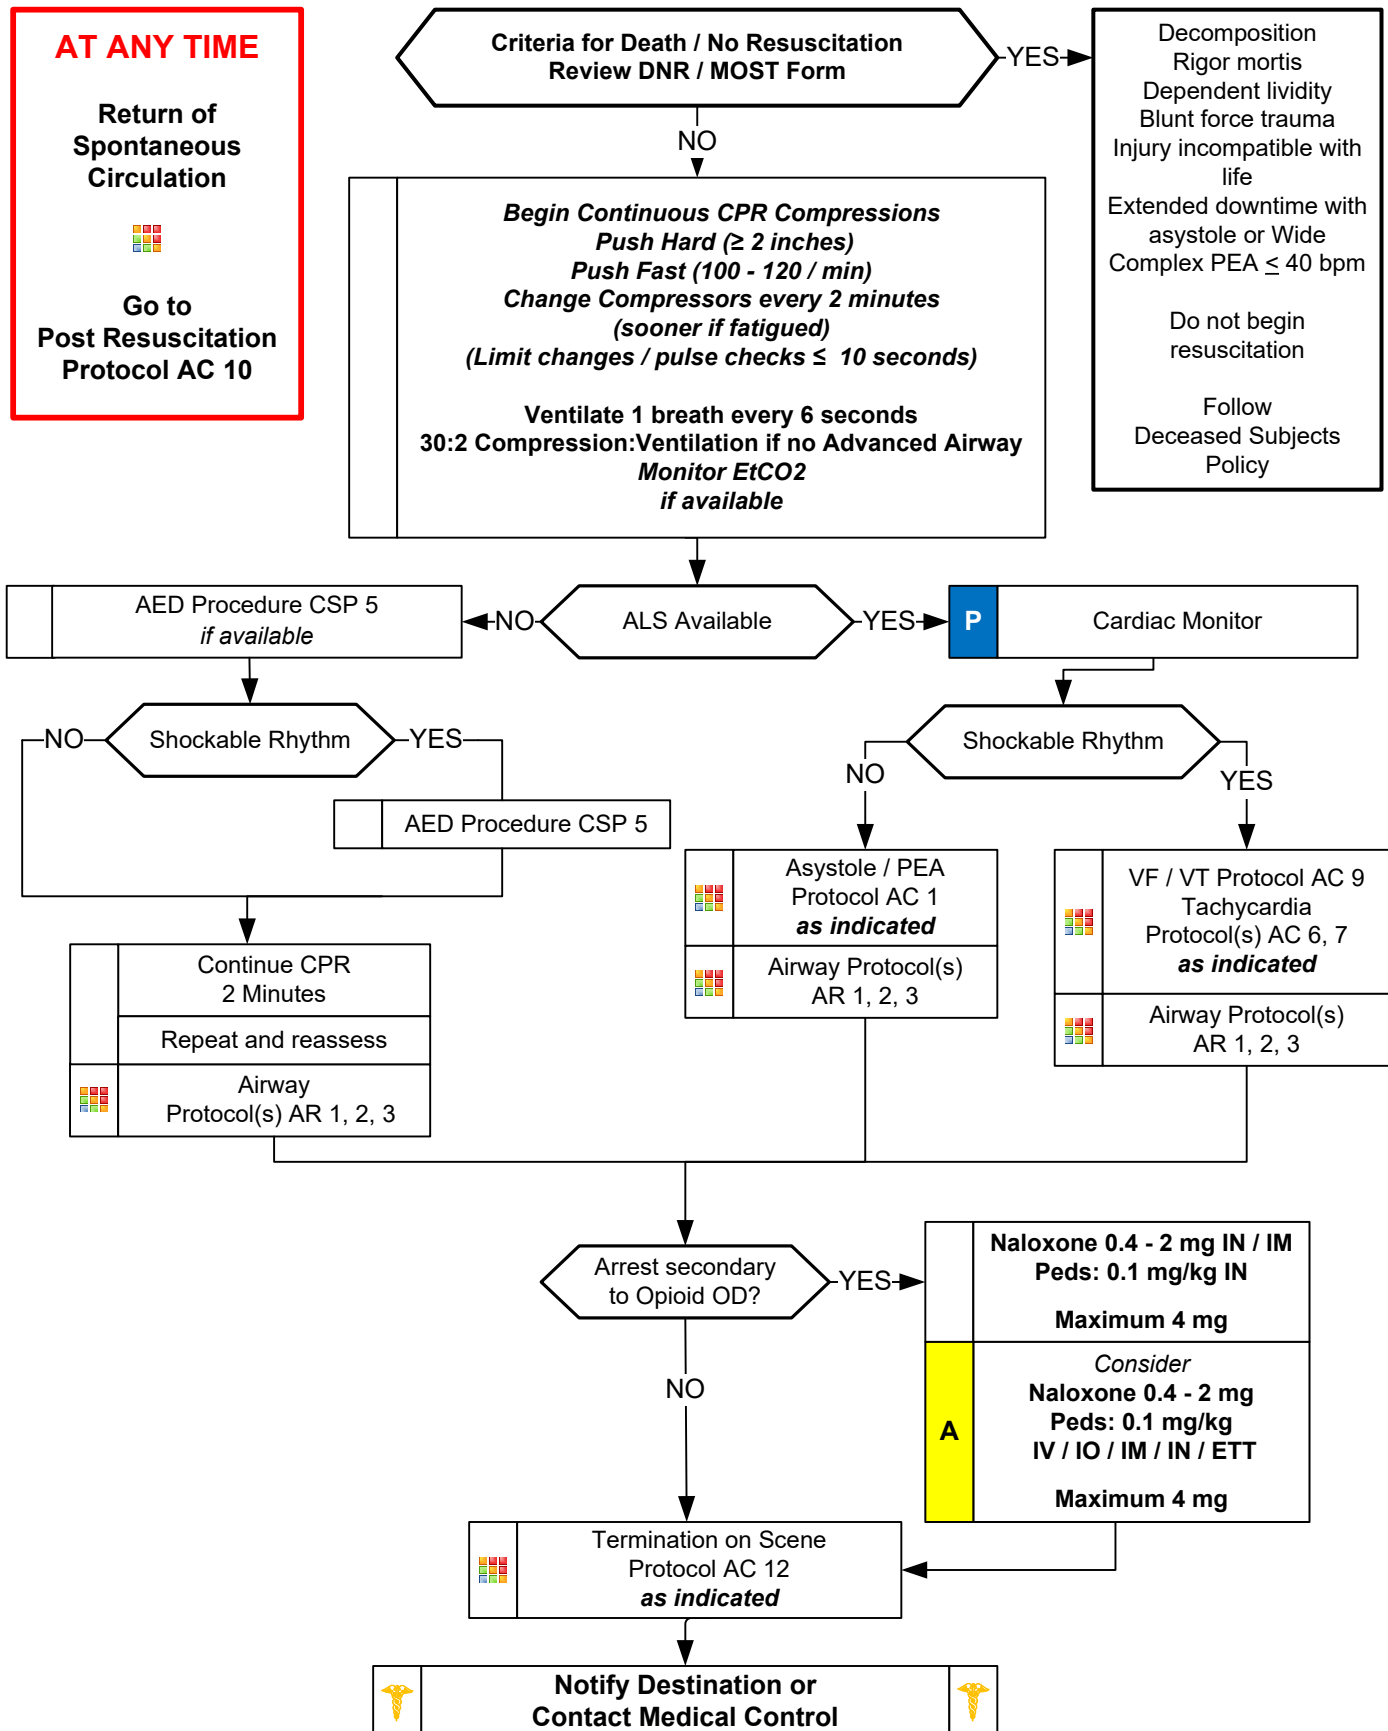 AT ANY TIME
Return of
Spontaneous
Circulation
Go to
Post Resuscitation
Protocol AC 10
Criteria for Death / No Resuscitation
Review DNR / MOST Form
YES
Decomposition
Rigor mortis
Dependent lividity
Blunt force trauma
Injury incompatible with
life
Extended downtime with
asystole or Wide
Complex PEA ≤ 40 bpm
Do not begin
resuscitation
Follow
Deceased Subjects
Policy
NO
Begin Continuous CPR Compressions
Push Hard (≥ 2 inches)
Push Fast (100 - 120 / min)
Change Compressors every 2 minutes
(sooner if fatigued)
(Limit changes / pulse checks ≤ 10 seconds)
Ventilate 1 breath every 6 seconds
30:2 Compression:Ventilation if no Advanced Airway
Monitor EtCO2
if available
AED Procedure CSP 5
if available
NO
ALS Available
YES
P
Cardiac Monitor
NO
Shockable Rhythm
YES
AED Procedure CSP 5
Shockable Rhythm
NO
YES
Asystole / PEA
Protocol AC 1
as indicated
Airway Protocol(s)
AR 1, 2, 3
VF / VT Protocol AC 9
Tachycardia
Protocol(s) AC 6, 7
as indicated
Airway Protocol(s)
AR 1, 2, 3
Continue CPR
2 Minutes
Repeat and reassess
Airway
Protocol(s) AR 1, 2, 3
Arrest secondary
to Opioid OD?
YES
Naloxone 0.4 - 2 mg IN / IM
Peds: 0.1 mg/kg IN
Maximum 4 mg
A
Consider
Naloxone 0.4 - 2 mg
Peds: 0.1 mg/kg
IV / IO / IM / IN / ETT
Maximum 4 mg
NO
Termination on Scene
Protocol AC 12
as indicated
Notify Destination or
Contact Medical Control